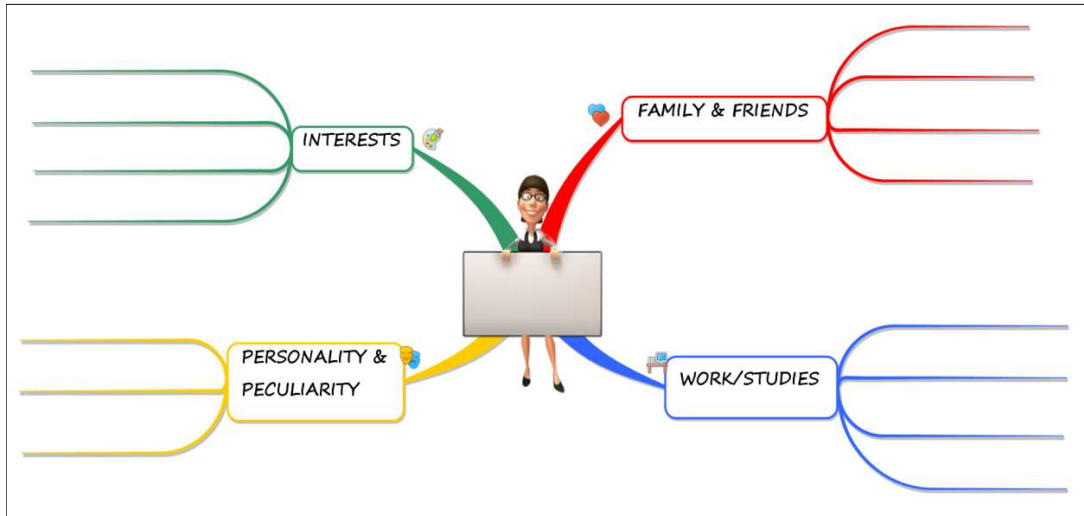 INTERESTS
FAMILY & FRIENDS
PERSONALITY &
PECULIARITY
WORK/STUDIES